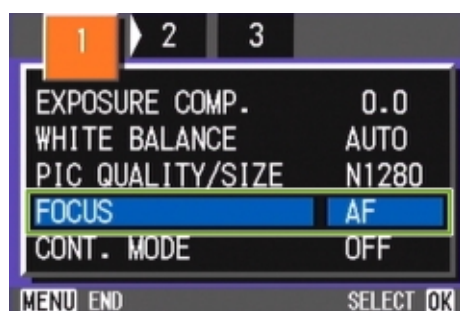 1 2 3
EXPOSURE COMP. 0.0
WHITE BALANCE AUTO
PIC QUALITY/SIZE N1280
FOCUS AF
CONT. MODE OFF
MENU END SELECT OK